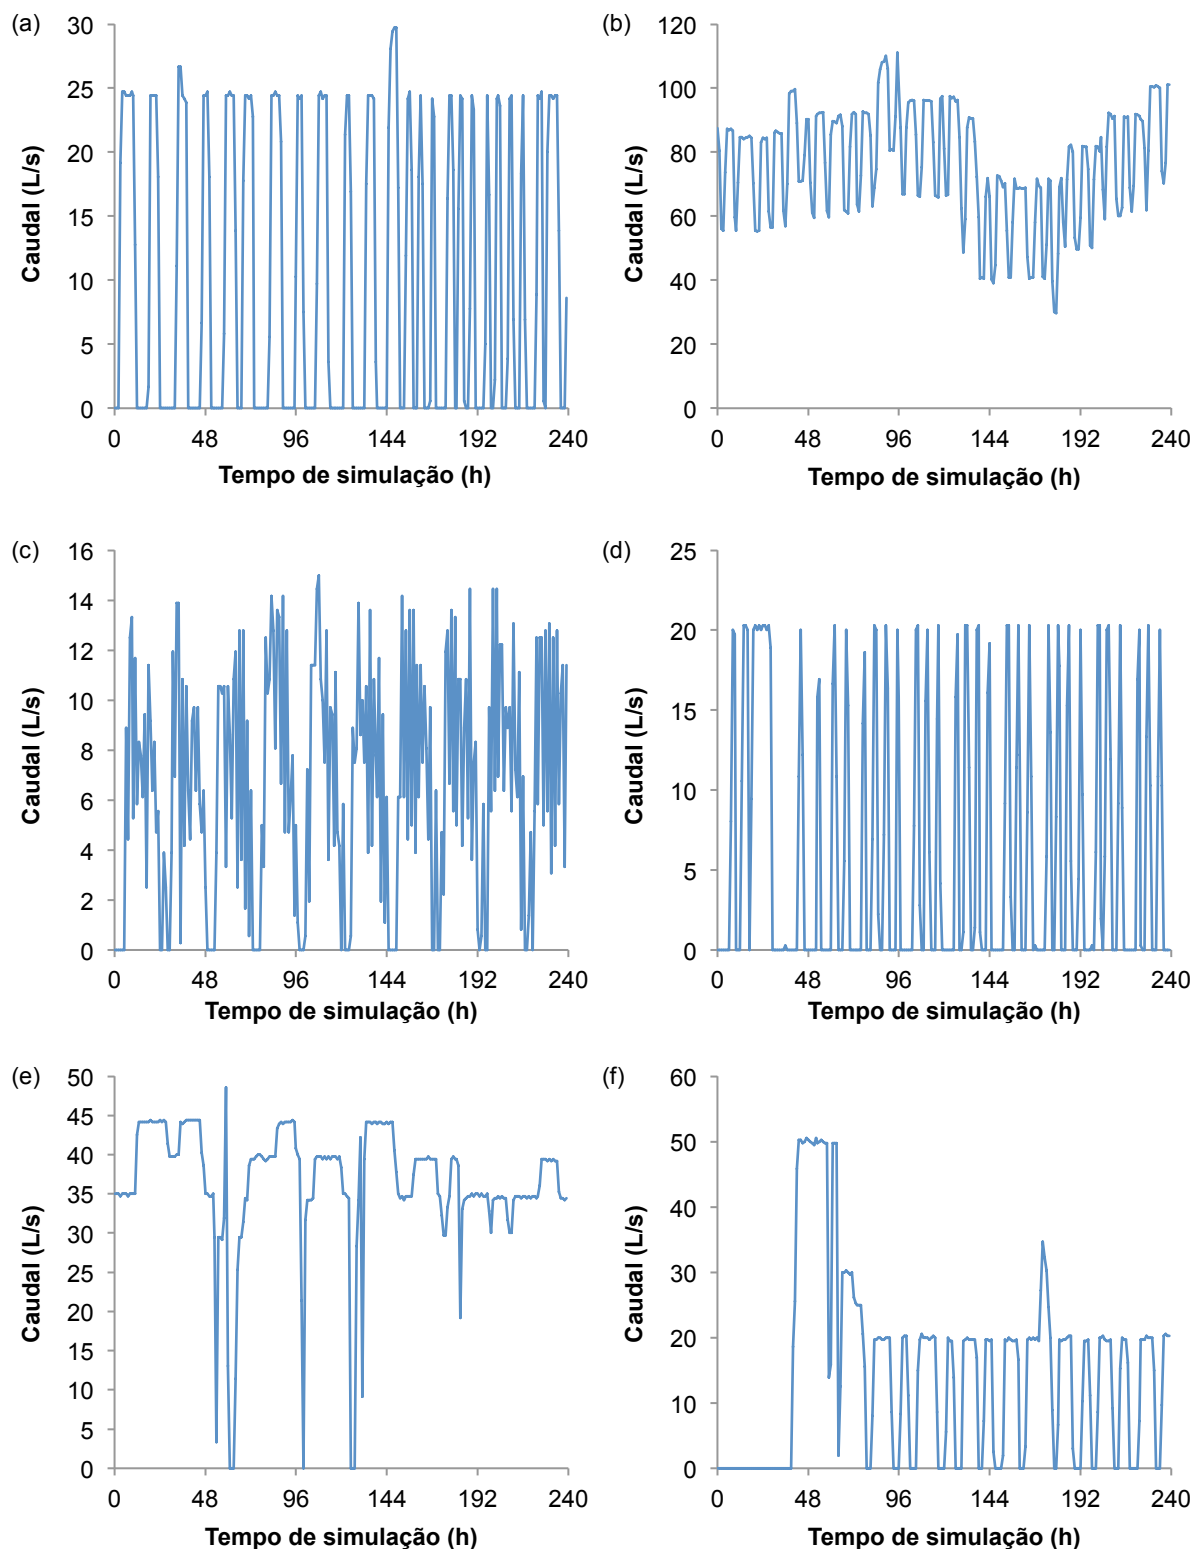 (a)
30
25
20
15
10
5
0
Caudal (L/s)
0 48 96 144 192 240
Tempo de simulação (h)
(b)
120
100
80
60
40
20
0
Caudal (L/s)
0 48 96 144 192 240
Tempo de simulação (h)
(c)
16
14
12
10
8
6
4
2
0
Caudal (L/s)
0 48 96 144 192 240
Tempo de simulação (h)
(d)
25
20
15
10
5
0
Caudal (L/s)
0 48 96 144 192 240
Tempo de simulação (h)
(e)
50
45
40
35
30
25
20
15
10
5
0
Caudal (L/s)
0 48 96 144 192 240
Tempo de simulação (h)
(f)
60
50
40
30
20
10
0
Caudal (L/s)
0 48 96 144 192 240
Tempo de simulação (h)